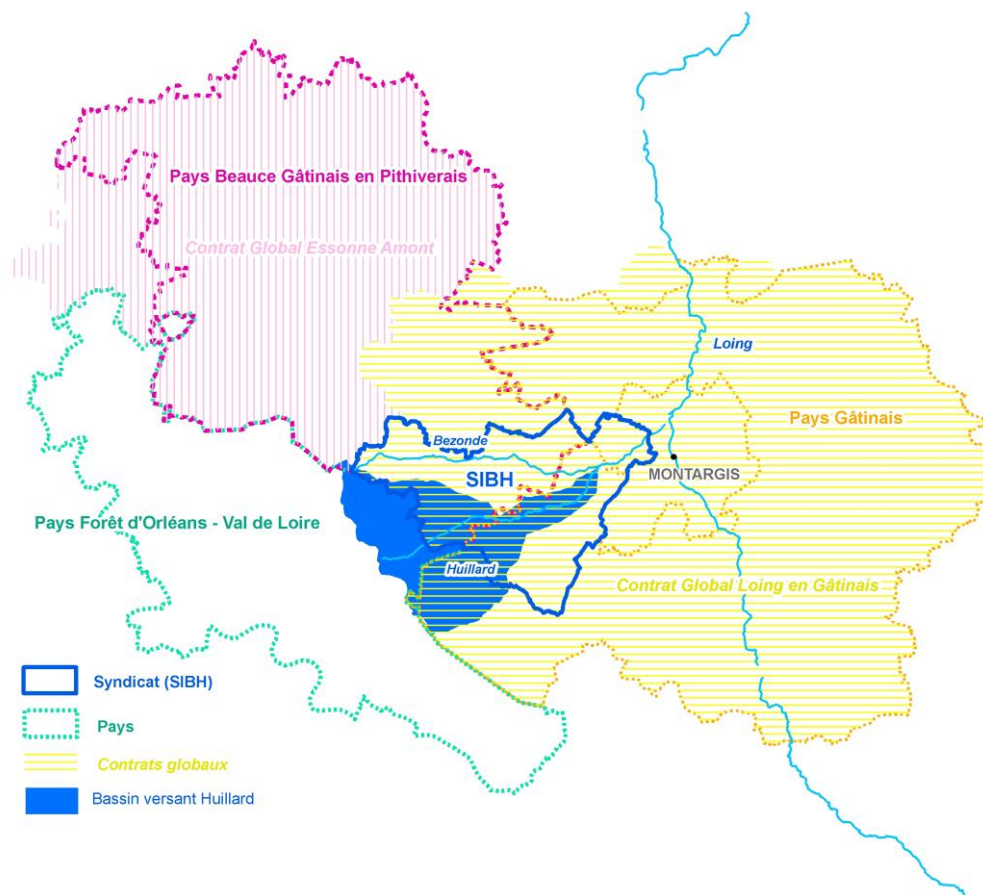 Pays Beauce Gâtinais en Pithiverais
Contrat Global Essonne Amont
Loing
Pays Gâtinais
Bezonde
SIBH
MONTARGIS
Pays Forêt d'Orléans - Val de Loire
Huillard
Contrat Global Loing en Gâtinais
Syndicat (SIBH)
Pays
Contrats globaux
Bassin versant Huillard